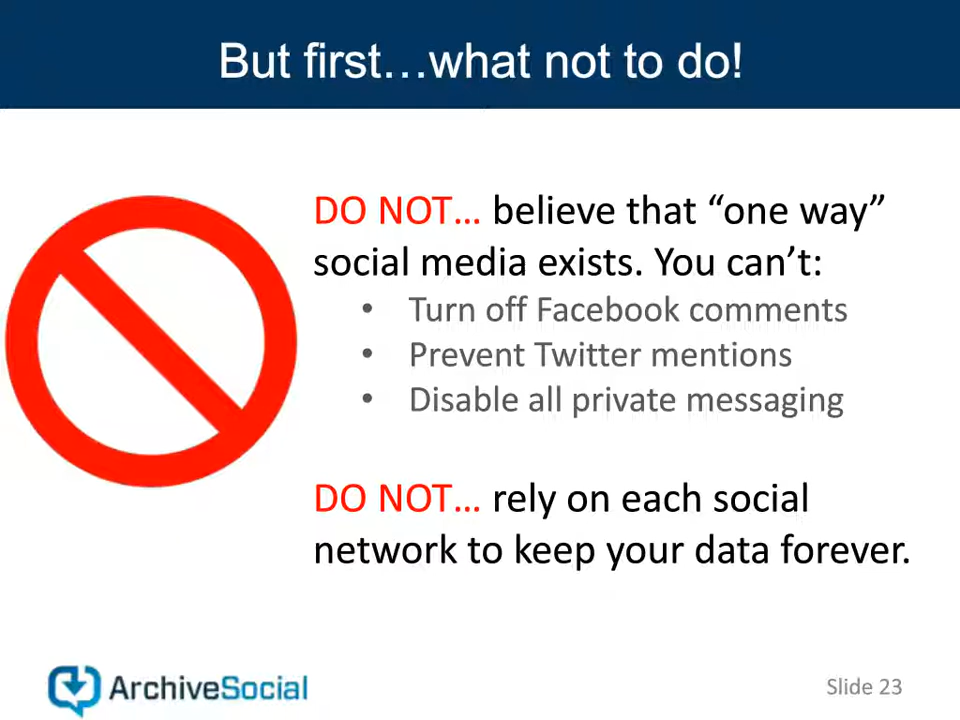 But first…what not to do!
DO NOT… believe that “one way”
social media exists. You can’t:
• Turn off Facebook comments
• Prevent Twitter mentions
• Disable all private messaging
DO NOT… rely on each social
network to keep your data forever.
ArchiveSocial
Slide 23